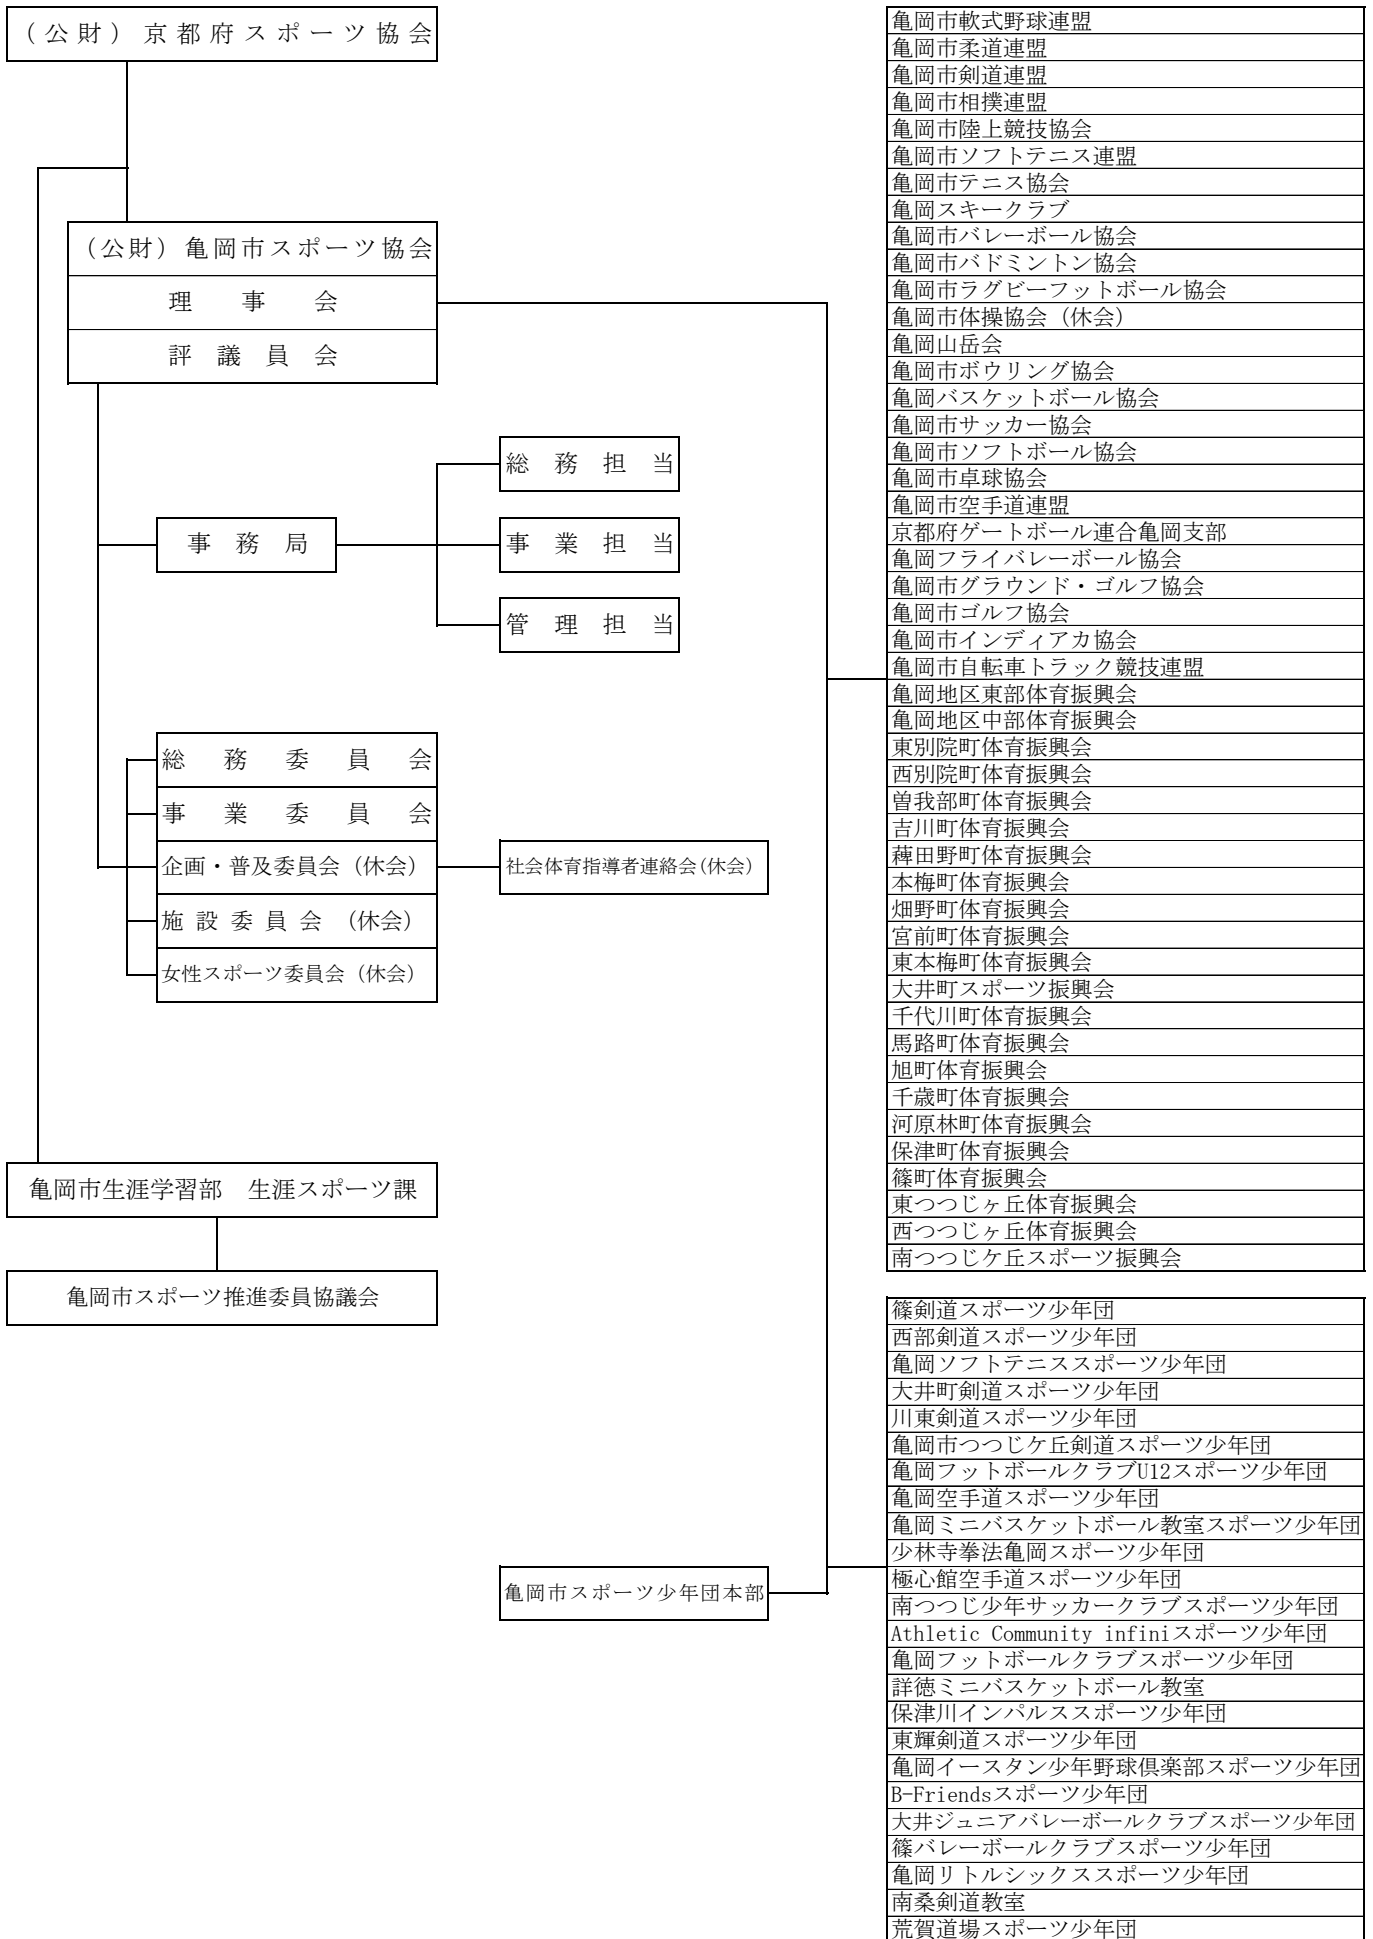 （公財）京都府スポーツ協会
（公財）亀岡市スポーツ協会
理事会
評議員会
総務担当
事務局
事業担当
管理担当
総務委員会
事業委員会
企画・普及委員会（休会）
社会体育指導者連絡会(休会)
施設委員会（休会）
女性スポーツ委員会（休会）
亀岡市生涯学習部　生涯スポーツ課
亀岡市スポーツ推進委員協議会
亀岡市スポーツ少年団本部
亀岡市軟式野球連盟
亀岡市柔道連盟
亀岡市剣道連盟
亀岡市相撲連盟
亀岡市陸上競技協会
亀岡市ソフトテニス連盟
亀岡市テニス協会
亀岡スキークラブ
亀岡市バレーボール協会
亀岡市バドミントン協会
亀岡市ラグビーフットボール協会
亀岡市体操協会（休会）
亀岡山岳会
亀岡市ボウリング協会
亀岡バスケットボール協会
亀岡市サッカー協会
亀岡市ソフトボール協会
亀岡市卓球協会
亀岡市空手道連盟
京都府ゲートボール連合亀岡支部
亀岡フライバレーボール協会
亀岡市グラウンド・ゴルフ協会
亀岡市ゴルフ協会
亀岡市インディアカ協会
亀岡市自転車トラック競技連盟
亀岡地区東部体育振興会
亀岡地区中部体育振興会
東別院町体育振興会
西別院町体育振興会
曽我部町体育振興会
吉川町体育振興会
薭田野町体育振興会
本梅町体育振興会
畑野町体育振興会
宮前町体育振興会
東本梅町体育振興会
大井町スポーツ振興会
千代川町体育振興会
馬路町体育振興会
旭町体育振興会
千歳町体育振興会
河原林町体育振興会
保津町体育振興会
篠町体育振興会
東つつじヶ丘体育振興会
西つつじヶ丘体育振興会
南つつじケ丘スポーツ振興会
篠剣道スポーツ少年団
西部剣道スポーツ少年団
亀岡ソフトテニススポーツ少年団
大井町剣道スポーツ少年団
川東剣道スポーツ少年団
亀岡市つつじケ丘剣道スポーツ少年団
亀岡フットボールクラブU12スポーツ少年団
亀岡空手道スポーツ少年団
亀岡ミニバスケットボール教室スポーツ少年団
少林寺拳法亀岡スポーツ少年団
極心館空手道スポーツ少年団
南つつじ少年サッカークラブスポーツ少年団
Athletic Community infiniスポーツ少年団
亀岡フットボールクラブスポーツ少年団
詳徳ミニバスケットボール教室
保津川インパルススポーツ少年団
東輝剣道スポーツ少年団
亀岡イースタン少年野球倶楽部スポーツ少年団
B-Friendsスポーツ少年団
大井ジュニアバレーボールクラブスポーツ少年団
篠バレーボールクラブスポーツ少年団
亀岡リトルシックススポーツ少年団
南桑剣道教室
荒賀道場スポーツ少年団